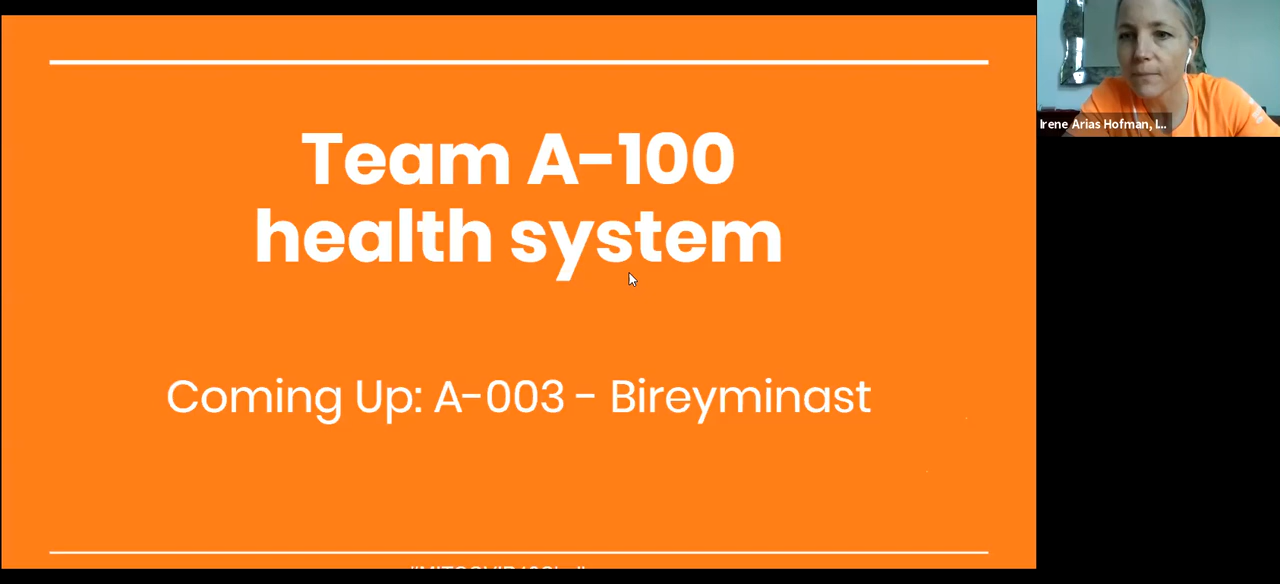 Team A-100
health system
Coming Up: A-003 - Bireyminast
Irene Arias Hofman, I...